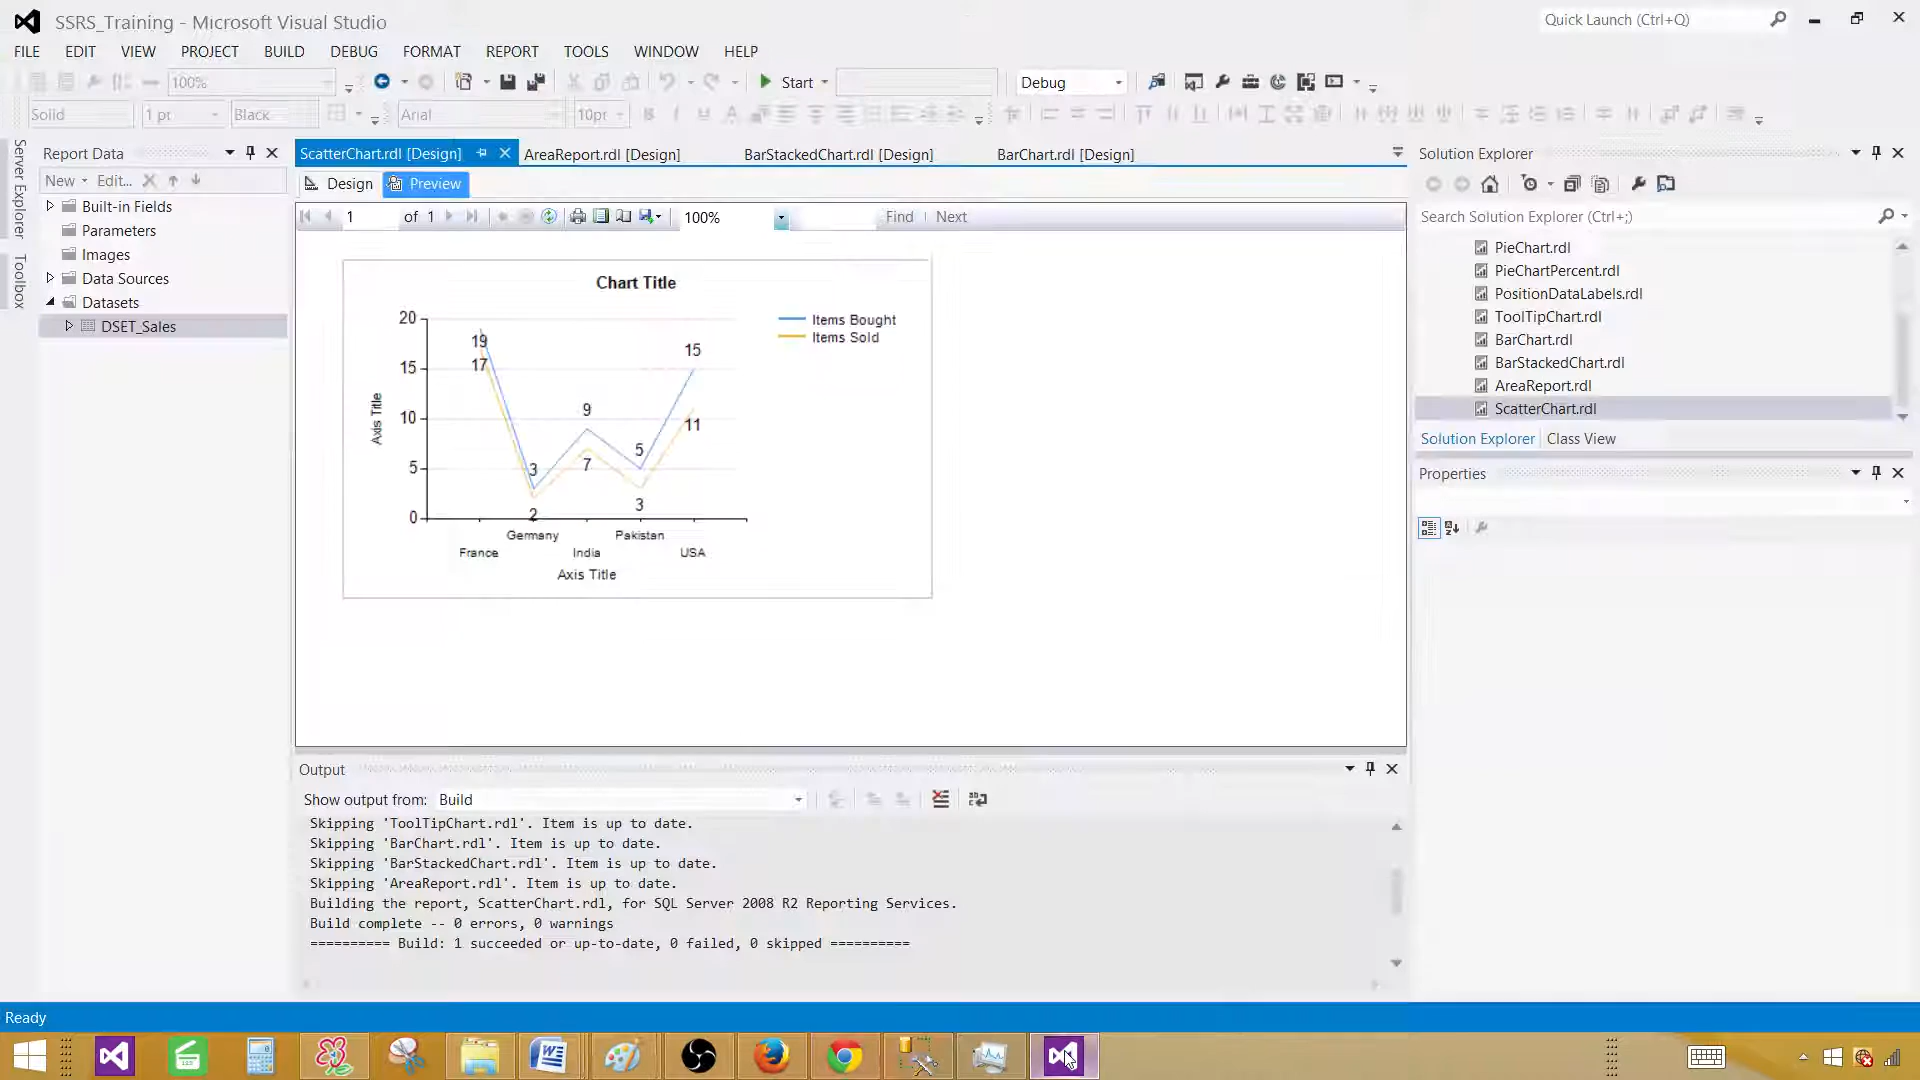 SSRS_Training - Microsoft Visual Studio
Quick Launch (Ctrl+Q)
FILE EDIT VIEW PROJECT BUILD DEBUG FORMAT REPORT TOOLS WINDOW HELP
100% Start Debug
Solid 1 pt Black Arial 10pt B I U A
Server Explorer
Toolbox
Report Data
New Edit...
Built-in Fields
Parameters
Images
Data Sources
Datasets
DSET_Sales
ScatterChart.rdl [Design] AreaReport.rdl [Design] BarStackedChart.rdl [Design] BarChart.rdl [Design]
Design Preview
1 of 1 100% Find Next
Chart Title
Axis Title
20
15
10
5
0
19
17
3
2
9
7
5
3
15
11
Items Bought
Items Sold
Germany Pakistan
France India USA
Axis Title
Output
Show output from: Build
Skipping 'ToolTipChart.rdl'. Item is up to date.
Skipping 'BarChart.rdl'. Item is up to date.
Skipping 'BarStackedChart.rdl'. Item is up to date.
Skipping 'AreaReport.rdl'. Item is up to date.
Building the report, ScatterChart.rdl, for SQL Server 2008 R2 Reporting Services.
Build complete -- 0 errors, 0 warnings
========== Build: 1 succeeded or up-to-date, 0 failed, 0 skipped ==========
Solution Explorer
Search Solution Explorer (Ctrl+;)
PieChart.rdl
PieChartPercent.rdl
PositionDataLabels.rdl
ToolTipChart.rdl
BarChart.rdl
BarStackedChart.rdl
AreaReport.rdl
ScatterChart.rdl
Solution Explorer Class View
Properties
Ready